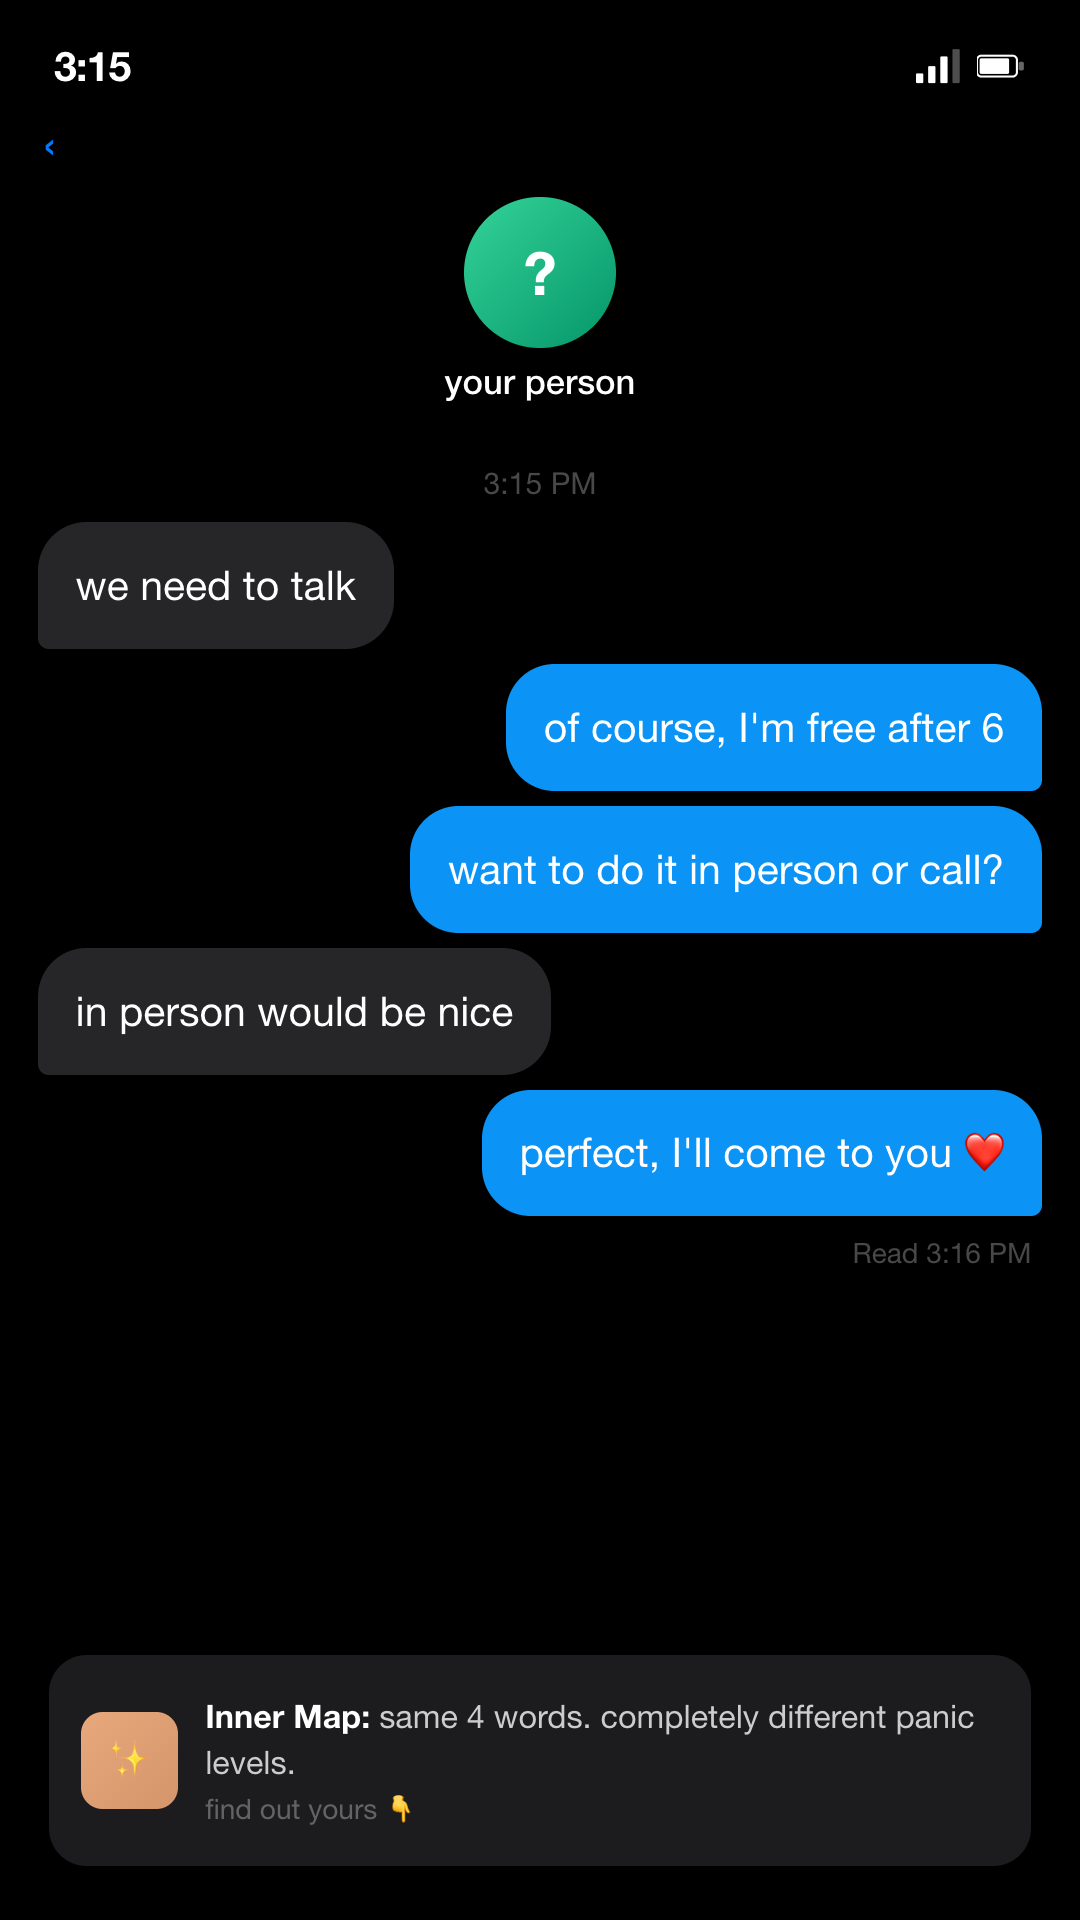 3:15
‹
?
your person
3:15 PM
we need to talk
of course, I'm free after 6
want to do it in person or call?
in person would be nice
perfect, I'll come to you ❤️
Read 3:16 PM
Inner Map: same 4 words. completely different panic
levels.
find out yours 👇